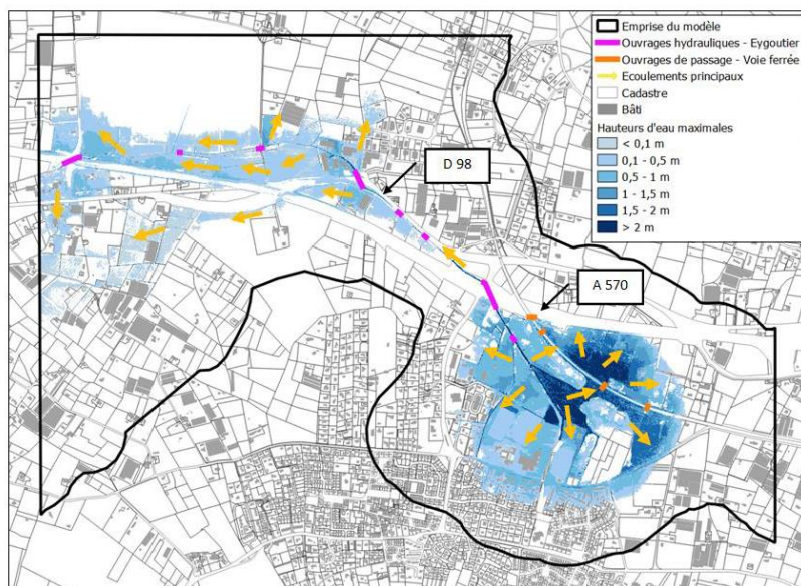 Emprise du modèle
Ouvrages hydrauliques - Eygoutier
Ouvrages de passage - Voie ferrée
Ecoulements principaux
Cadastre
Bâti
Hauteurs d'eau maximales
< 0,1 m
0,1 - 0,5 m
0,5 - 1 m
1 - 1,5 m
1,5 - 2 m
> 2 m
D 98
A 570